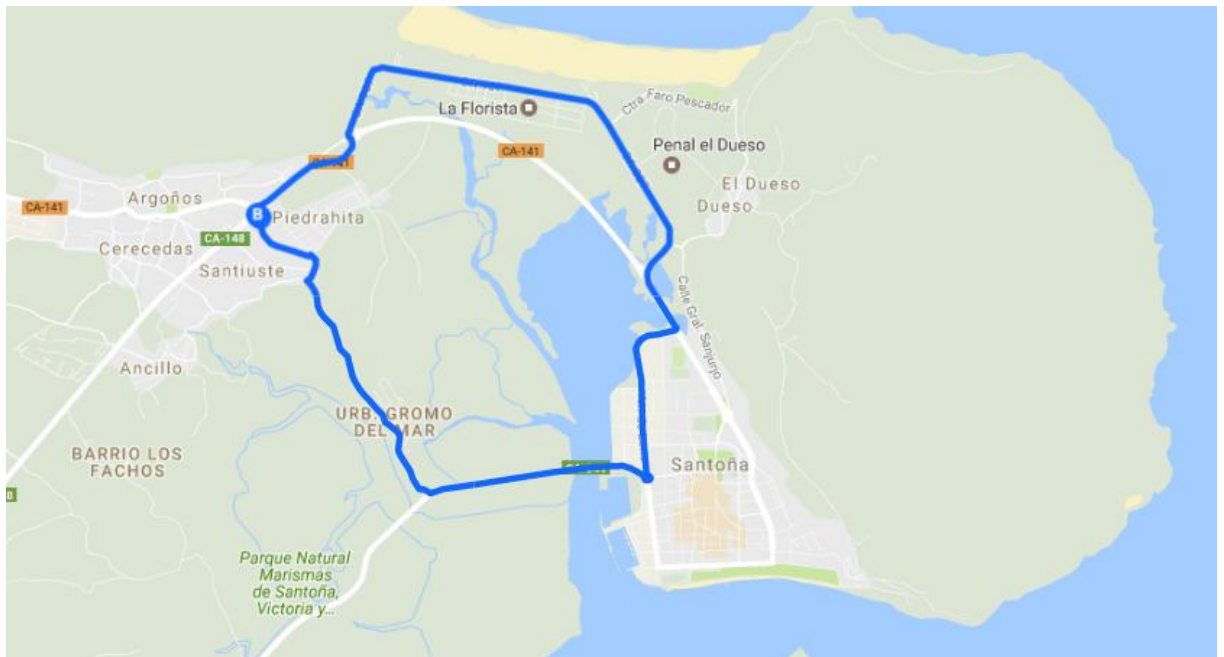 La Florista
Ctra Faro Pescador
CA-141
Penal el Dueso
CA-141
El Dueso
Dueso
Argoños
CA-141
B
Piedrahita
Cerecedas
CA-148
Santiuste
Calle Gral. Sanjurjo
Ancillo
URB. GROMO
DEL MAR
BARRIO LOS
FACHOS
Santoña
Parque Natural
Marismas
de Santoña,
Victoria y...